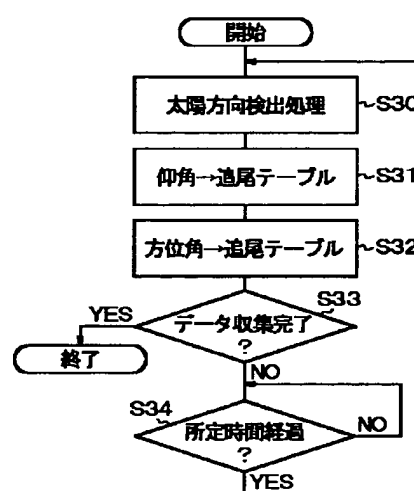 開始
太陽方向検出処理
S30
仰角→追尾テーブル
S31
方位角→追尾テーブル
S32
S33
YES
データ収集完了
?
終了
NO
S34
所定時間経過
NO
?
YES